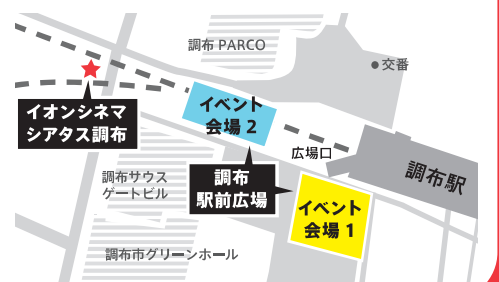 調布 PARCO
交番
イオンシネマ
シアタス調布
イベント
会場 2
広場口
調布駅
調布サウス
ゲートビル
調布
駅前広場
イベント
会場 1
調布市グリーンホール